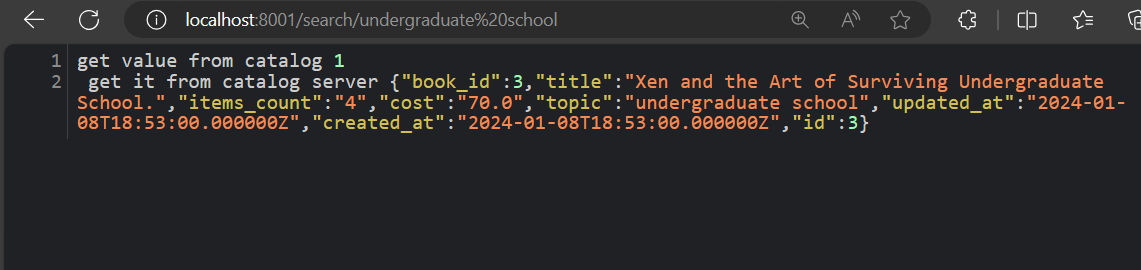 localhost:8001/search/undergraduate%20school
1 get value from catalog 1
2 get it from catalog server {"book_id":3,"title":"Xen and the Art of Surviving Undergraduate
School.","items_count":"4","cost":"70.0","topic":"undergraduate school","updated_at":"2024-01-
08T18:53:00.000000Z","created_at":"2024-01-08T18:53:00.000000Z","id":3}